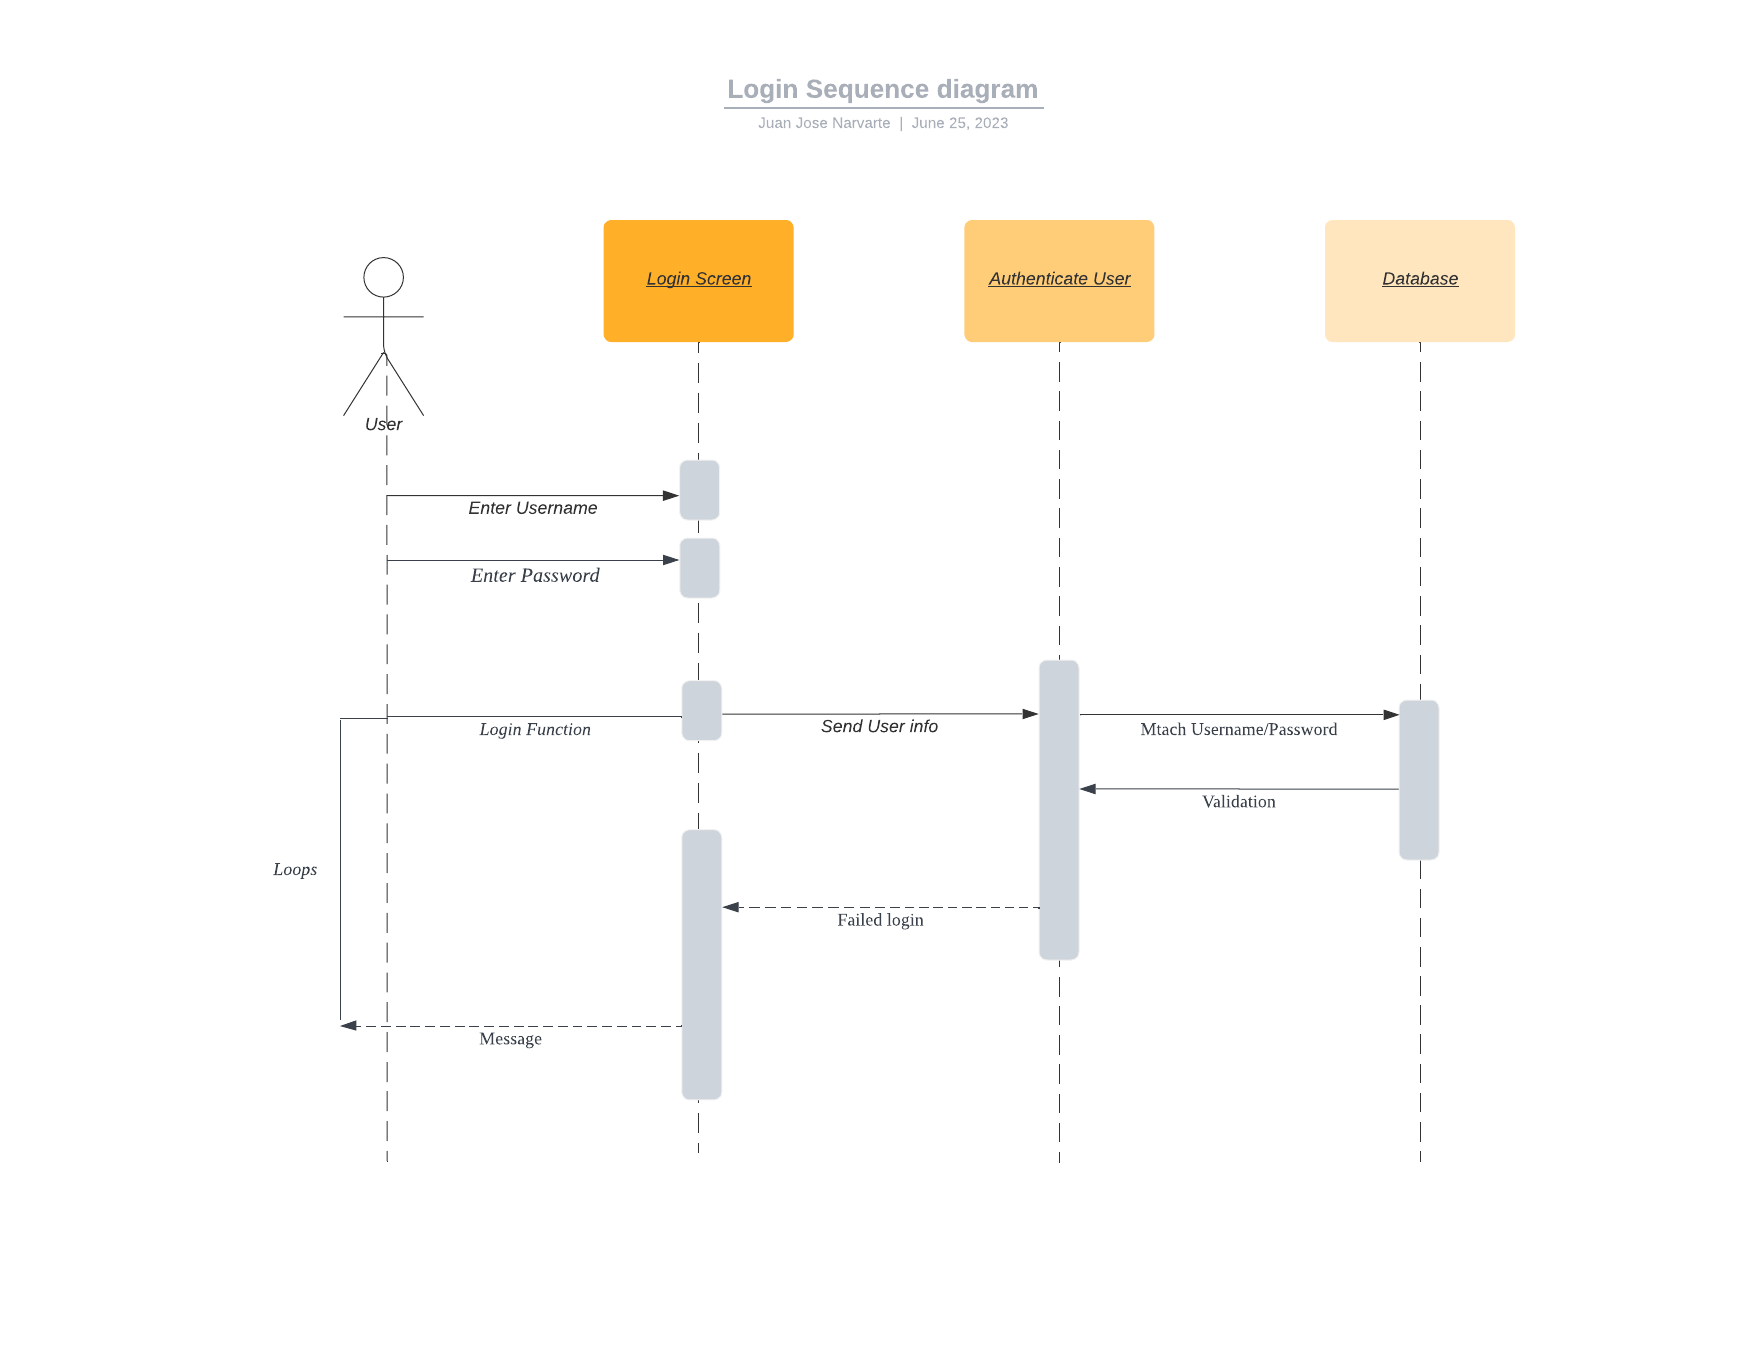 Login Sequence diagram
Juan Jose Narvarte | June 25, 2023
Login Screen
Authenticate User
Database
User
Enter Username
Enter Password
Login Function
Send User info
Mtach Username/Password
Validation
Loops
Failed login
Message